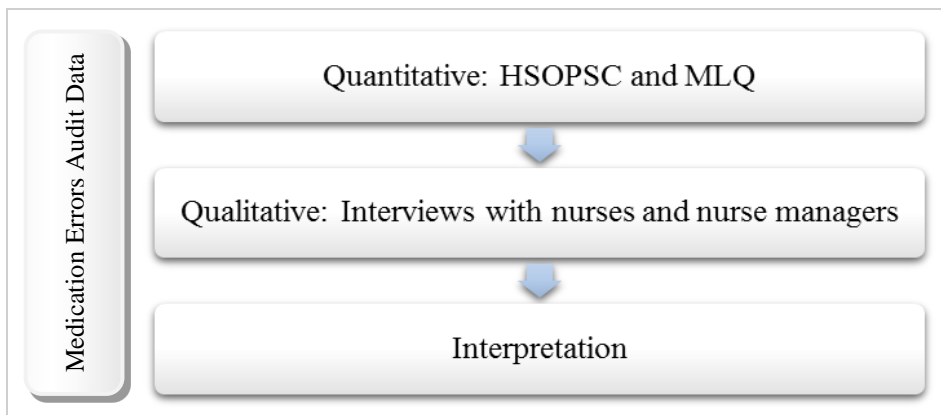 Medication Errors Audit Data
Quantitative: HSOPSC and MLQ
Qualitative: Interviews with nurses and nurse managers
Interpretation